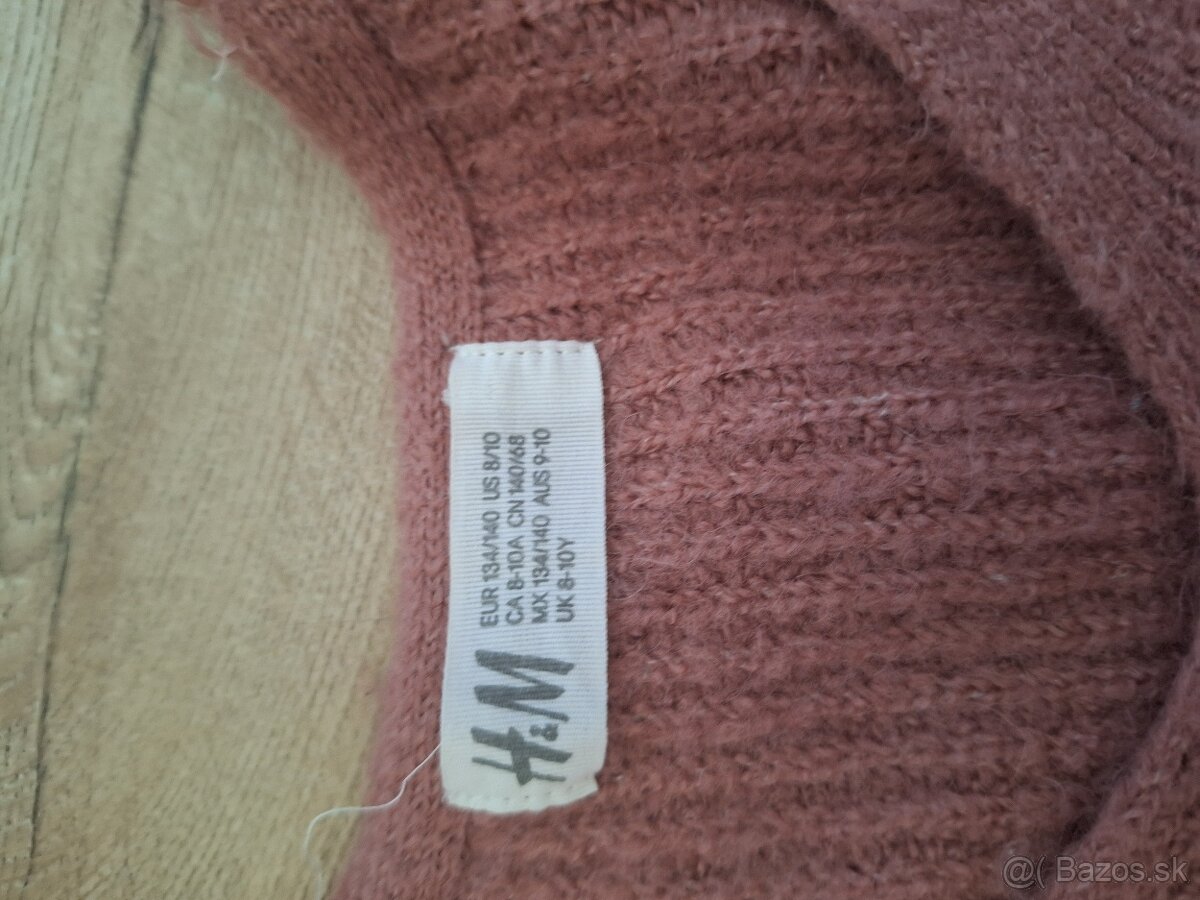 H&M
EUR 134/140 US 8/10
CA 8-10A CN 140/68
MX 134/140 AUS 9-10
UK 8-10Y
@( Bazos.sk